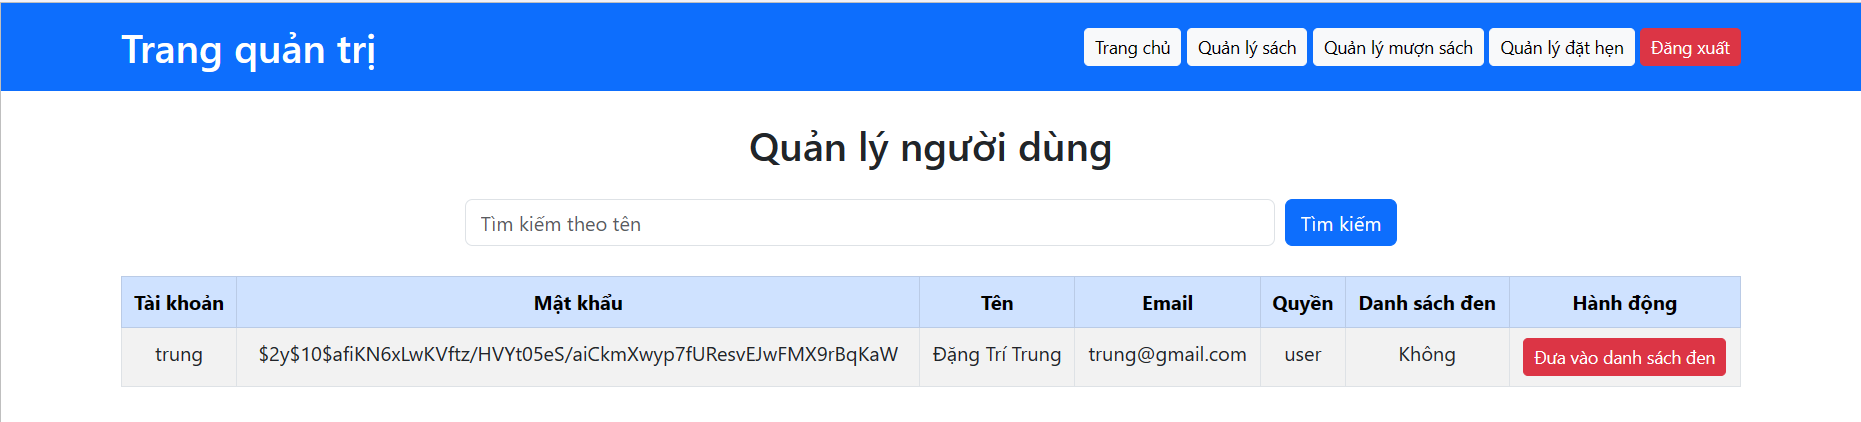 Trang quản trị
Trang chủ Quản lý sách Quản lý mượn sách Quản lý đặt hẹn Đăng xuất
Quản lý người dùng
Tìm kiếm theo tên Tìm kiếm
Tài khoản Mật khẩu Tên Email Quyền Danh sách đen Hành động
trung $2y$10$afiKN6xLwKVftz/HVYt05eS/aiCkmXwyp7fUResvEJwFMX9rBqKaW Đặng Trí Trung trung@gmail.com user Không Đưa vào danh sách đen